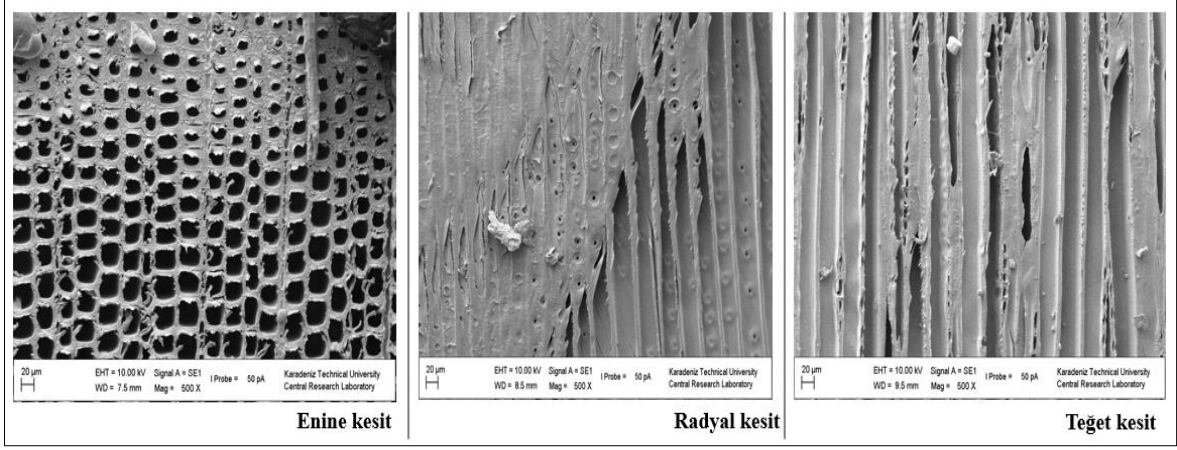 20 µm
EHT = 10.00 kV Signal A = SE1 I Probe = 50 pA Karadeniz Technical University
WD = 7.5 mm Mag = 500 X Central Research Laboratory
Enine kesit
20 µm
EHT = 10.00 kV Signal A = SE1 I Probe = 50 pA Karadeniz Technical University
WD = 8.5 mm Mag = 500 X Central Research Laboratory
Radyal kesit
20 µm
EHT = 10.00 kV Signal A = SE1 I Probe = 50 pA Karadeniz Technical University
WD = 9.5 mm Mag = 500 X Central Research Laboratory
Teğet kesit